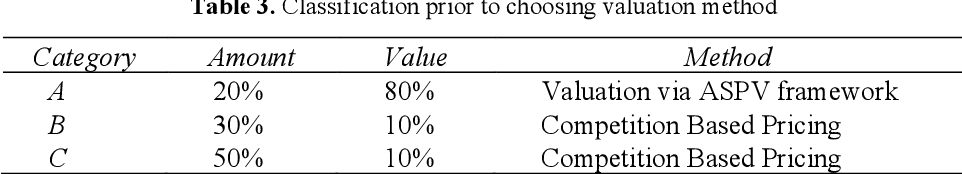 Table 3. Classification prior to choosing valuation method
Category Amount Value Method
A 20% 80% Valuation via ASPV framework
B 30% 10% Competition Based Pricing
C 50% 10% Competition Based Pricing